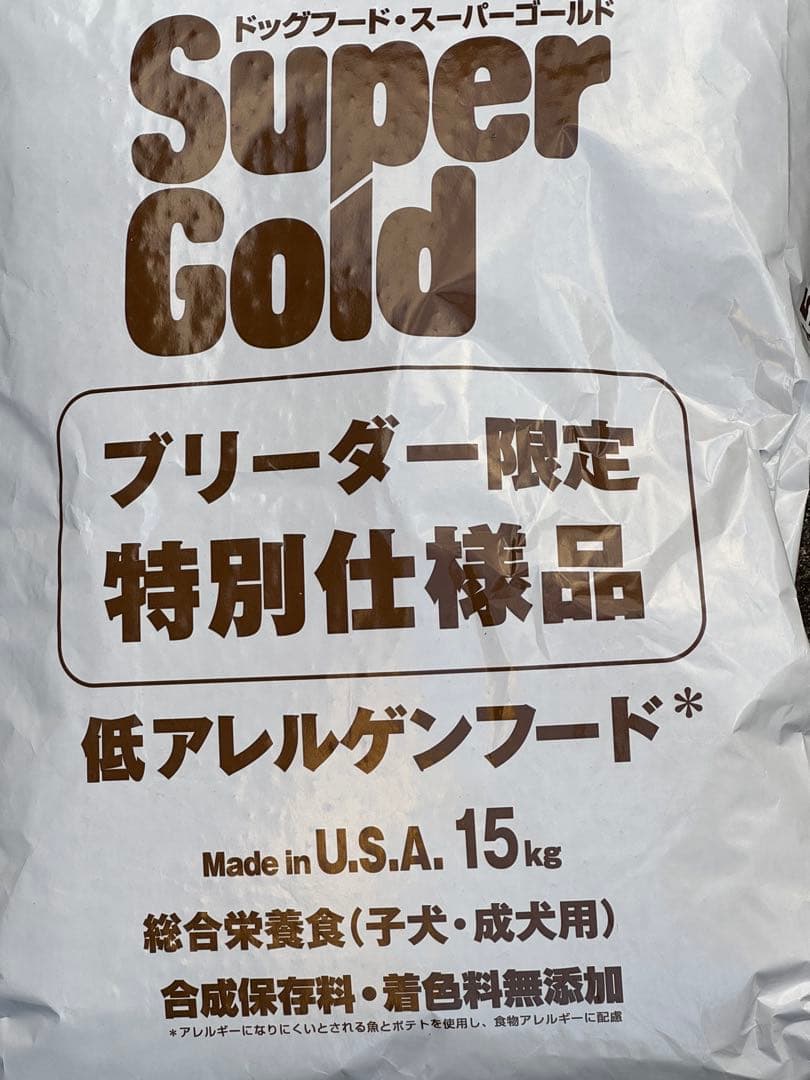 ドッグフード・スーパーゴールド
Super
Gold
ブリーダー限定
特別仕様品
低アレルゲンフード*
Made in U.S.A. 15kg
総合栄養食(子犬・成犬用)
合成保存料・着色料無添加
*アレルギーになりにくいとされる魚とポテトを使用し、食物アレルギーに配慮